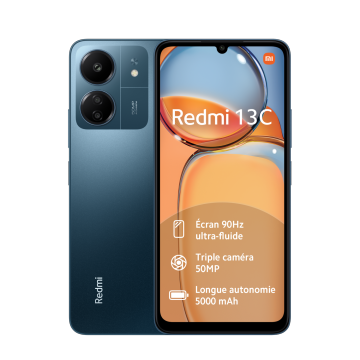 Redmi 13C
Écran 90Hz
ultra-fluide
Triple caméra
50MP
Longue autonomie
5000 mAh
Redmi